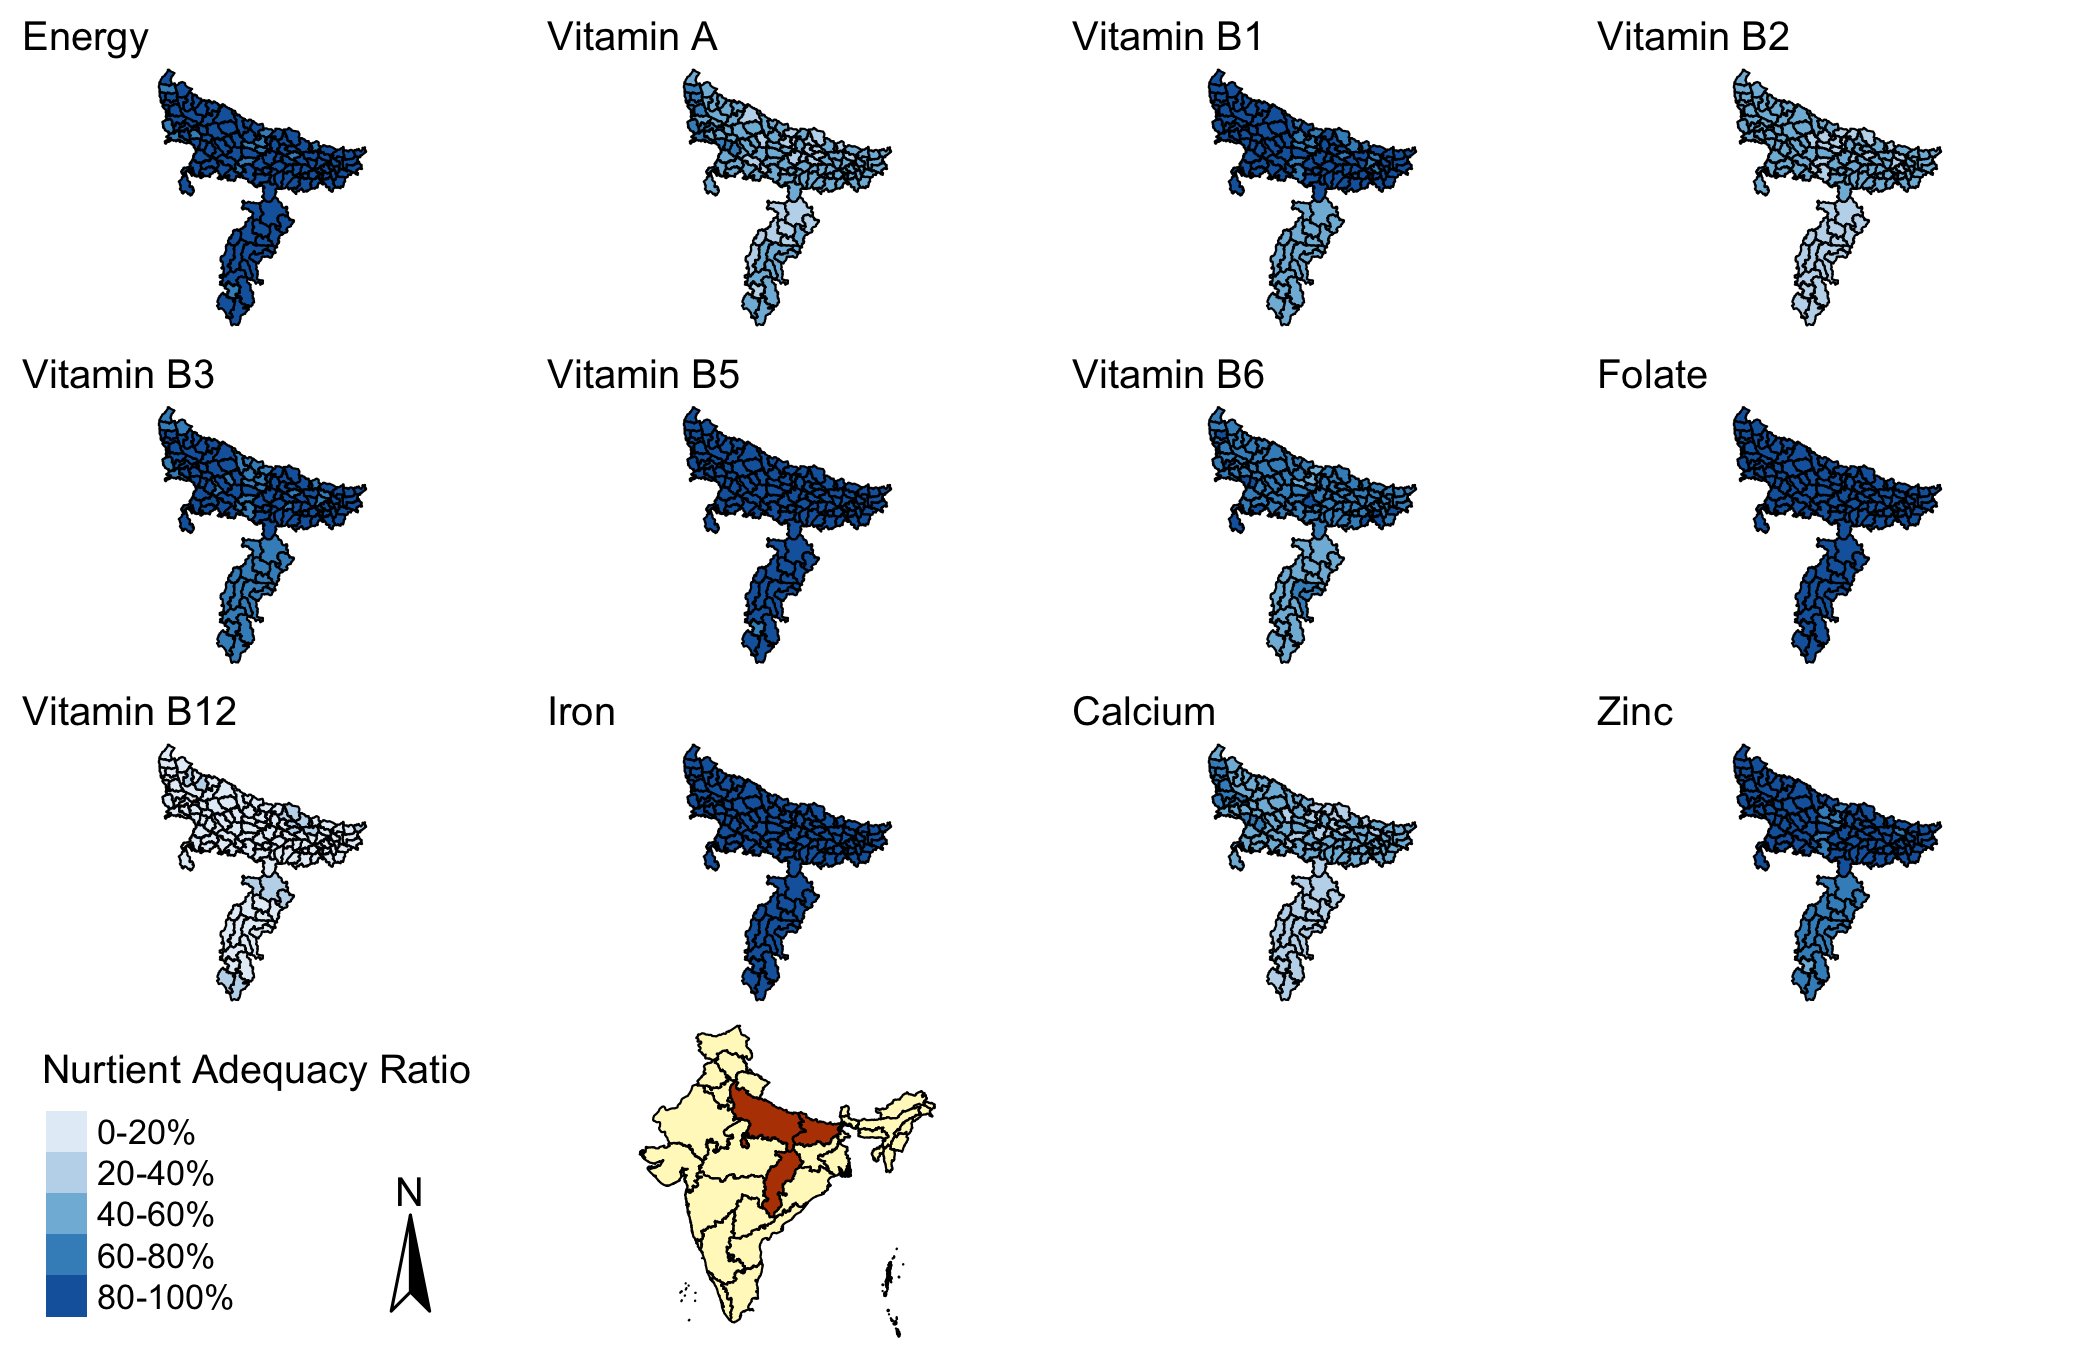 Energy
Vitamin A
Vitamin B1
Vitamin B2
Vitamin B3
Vitamin B5
Vitamin B6
Folate
Vitamin B12
Iron
Calcium
Zinc
Nurtient Adequacy Ratio
0-20%
20-40%
40-60%
60-80%
80-100%
N